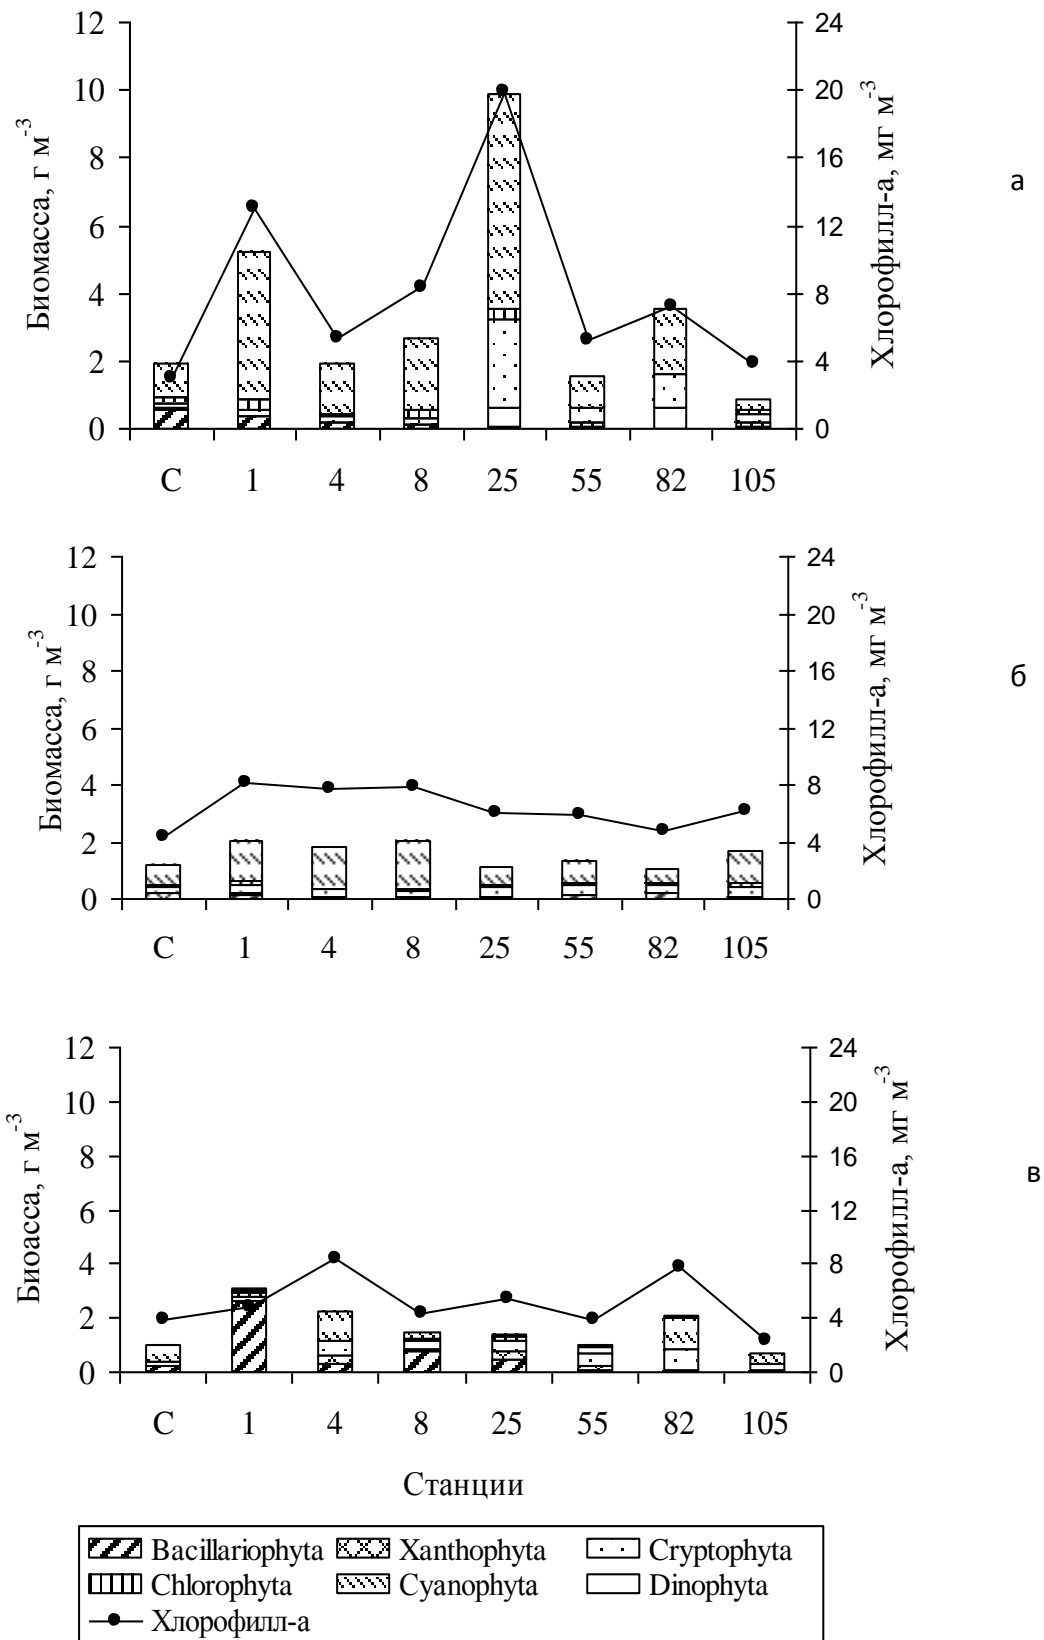 12
10
8
6
4
2
0
Биомасса, г м-3
24
20
16
12
8
4
0
Хлорофилл-а, мг м-3
а
С 1 4 8 25 55 82 105
12
10
8
6
4
2
0
Биомасса, г м-3
24
20
16
12
8
4
0
Хлорофилл-а, мг м-3
б
С 1 4 8 25 55 82 105
12
10
8
6
4
2
0
Биоасса, г м-3
24
20
16
12
8
4
0
Хлорофилл-а, мг м-3
в
С 1 4 8 25 55 82 105
Станции
Bacillariophyta Xanthophyta Cryptophyta
Chlorophyta Cyanophyta Dinophyta
Хлорофилл-а